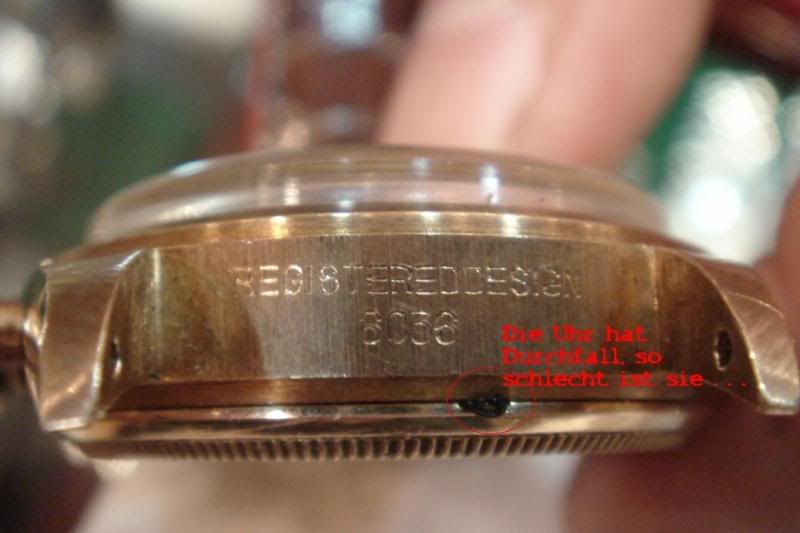 REGISTEREDDESIGN
6036
Die Uhr hat
Durchfall so
schlecht ist sie ...